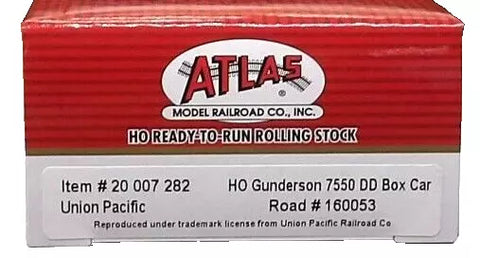 ATLAS
®
MODEL RAILROAD CO., INC.
HO READY-TO-RUN ROLLING STOCK
Item # 20 007 282 HO Gunderson 7550 DD Box Car
Union Pacific Road # 160053
Reproduced under trademark license from Union Pacific Railroad Co